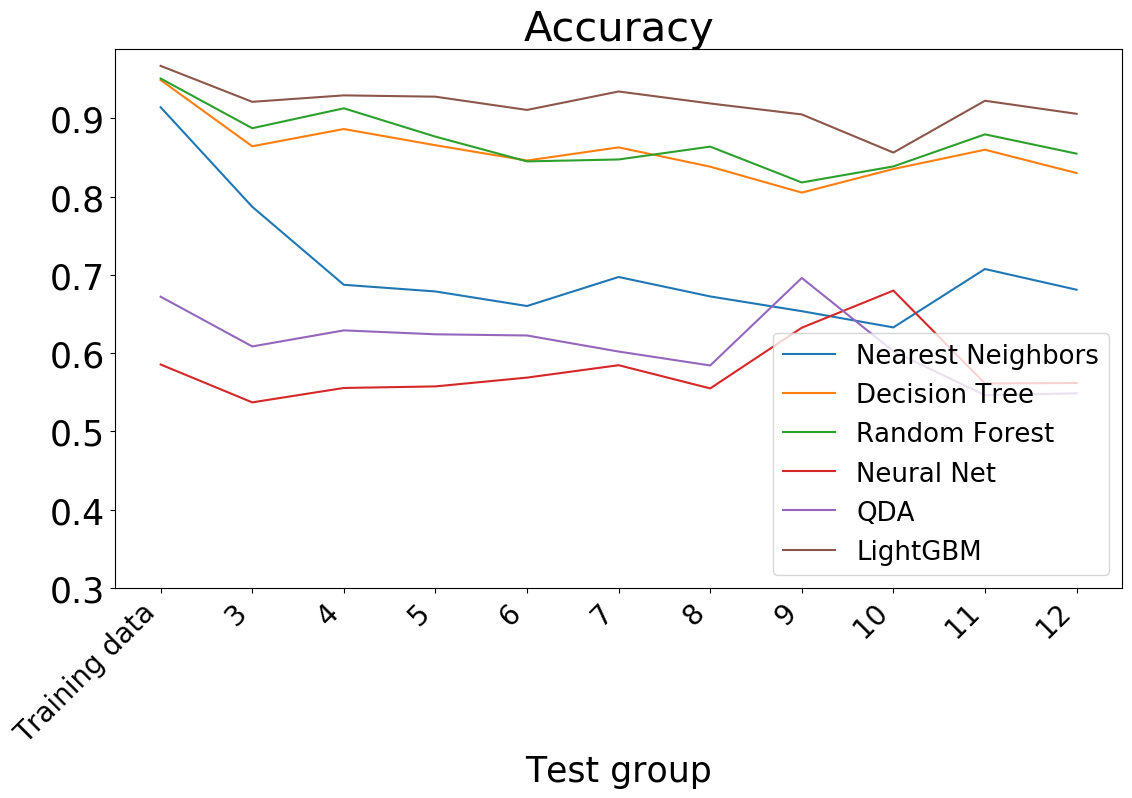 Accuracy
0.9
0.8
0.7
0.6
0.5
0.4
0.3
Nearest Neighbors
Decision Tree
Random Forest
Neural Net
QDA
LightGBM
Training data 3 4 5 6 7 8 9 10 11 12
Test group